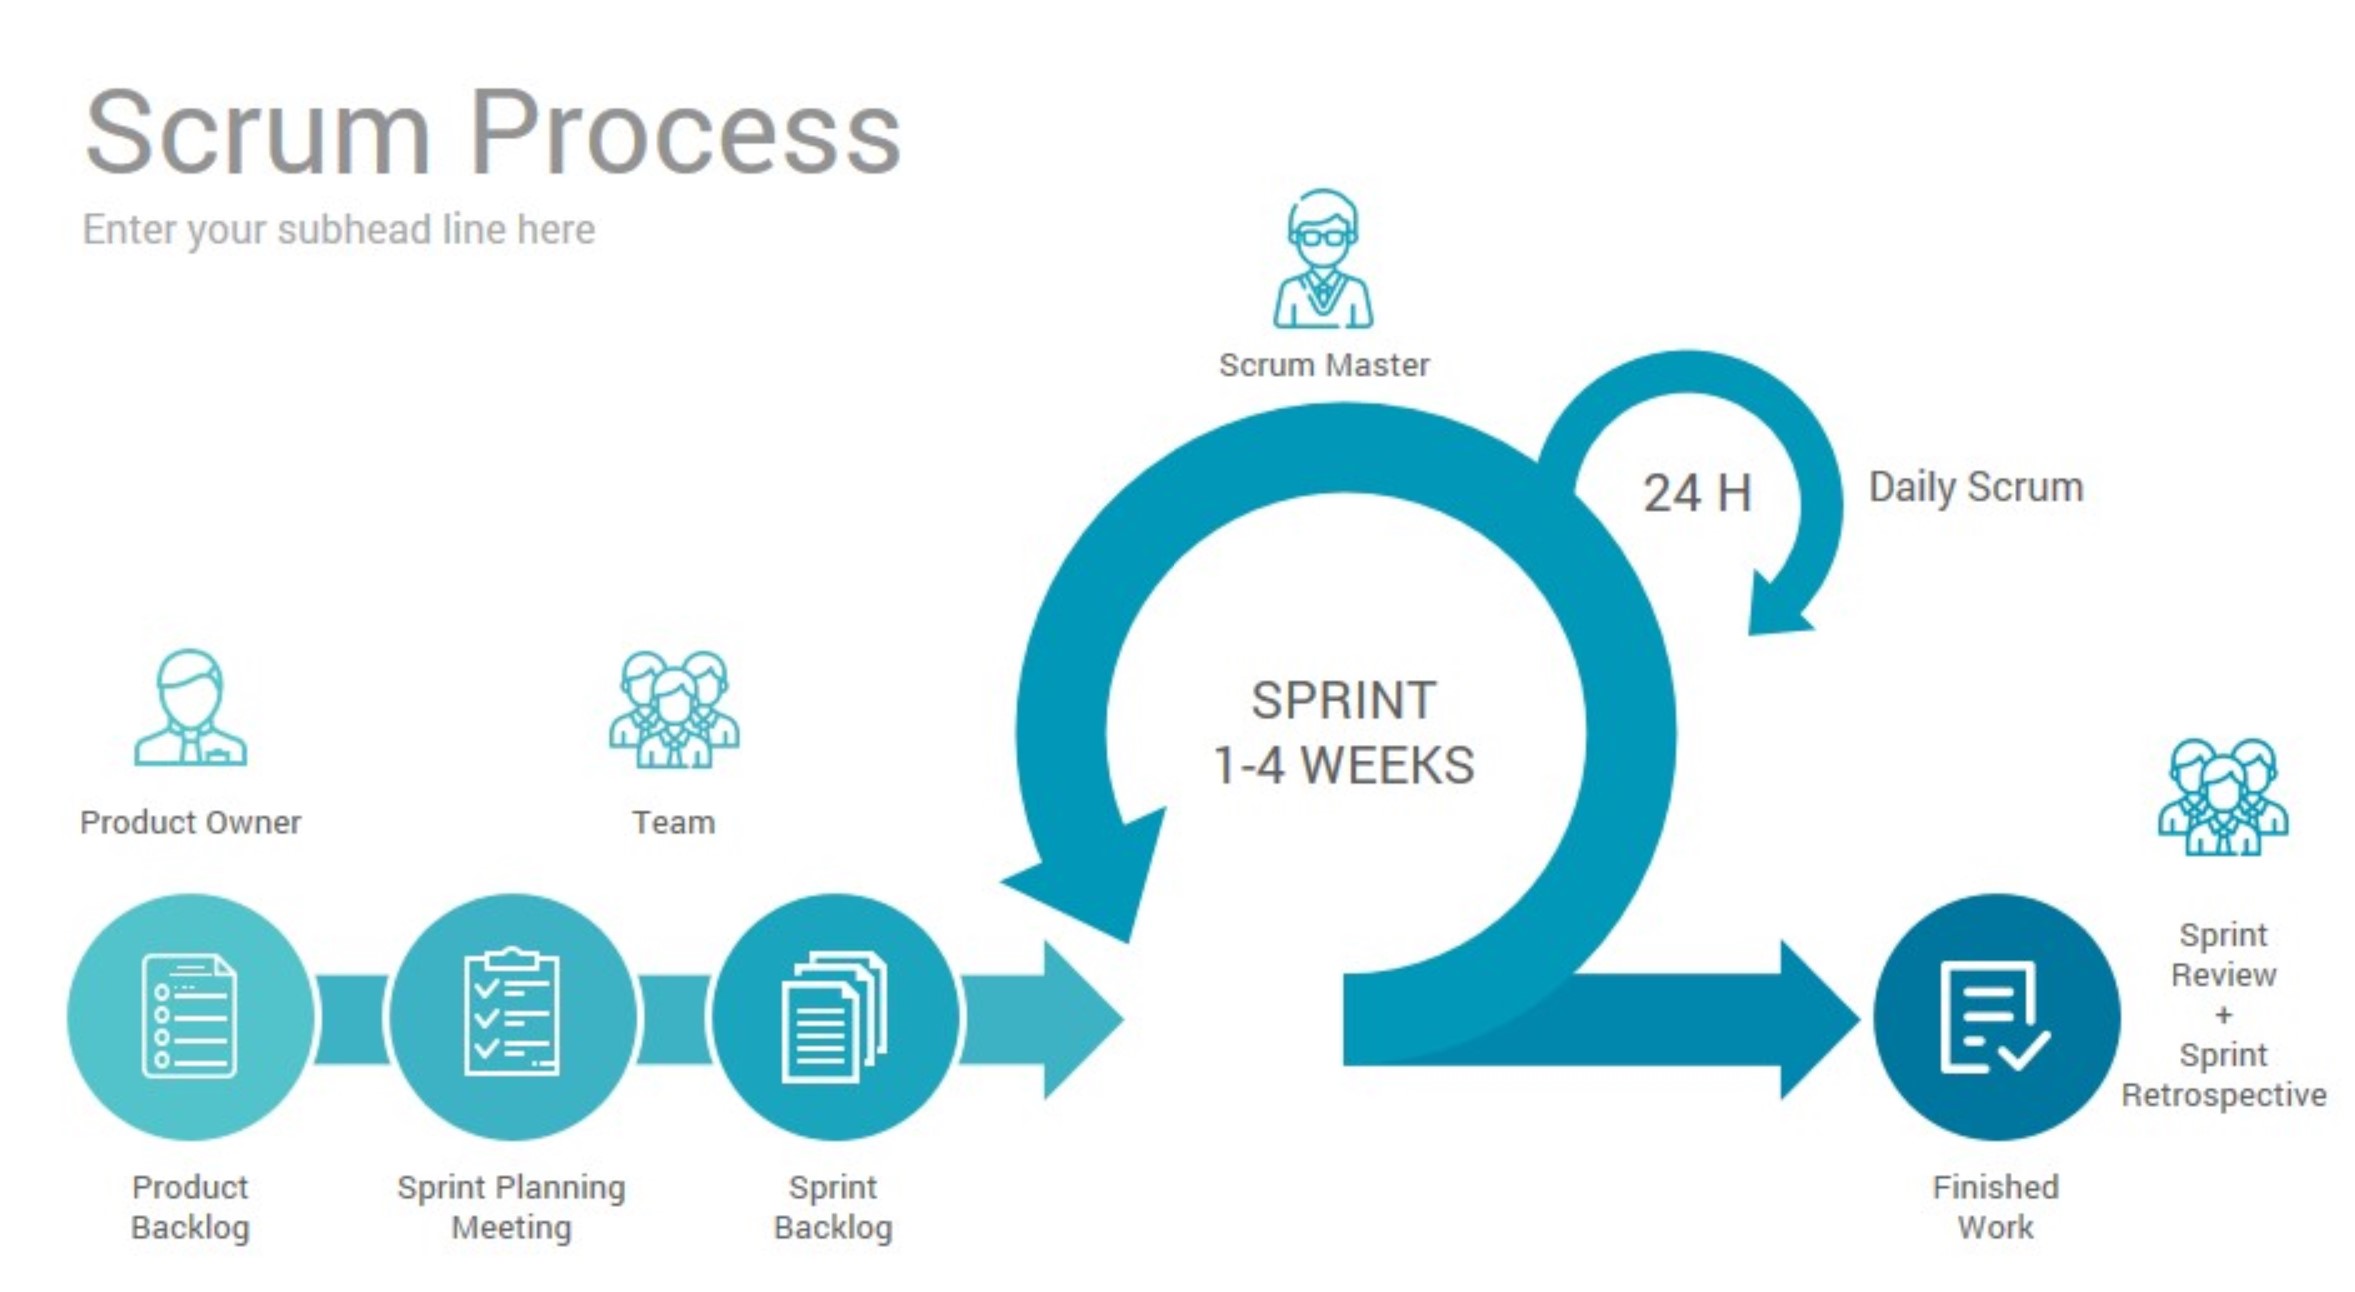 Scrum Process
Enter your subhead line here
Scrum Master
24 H
Daily Scrum
SPRINT
1-4 WEEKS
Product Owner
Team
Product
Backlog
Sprint Planning
Meeting
Sprint
Backlog
Finished
Work
Sprint
Review
+
Sprint
Retrospective